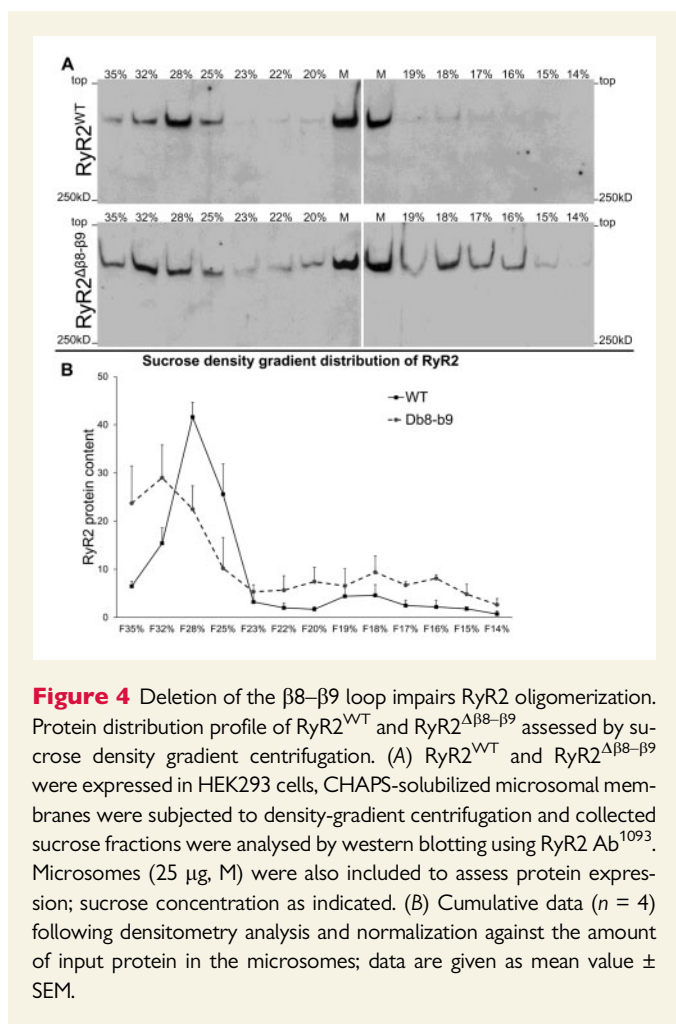 A
top 35% 32% 28% 25% 23% 22% 20% M M 19% 18% 17% 16% 15% 14% top
RyR2WT
250kD 250kD
top 35% 32% 28% 25% 23% 22% 20% M M 19% 18% 17% 16% 15% 14% top
RyR2Δβ8-β9
250kD 250kD
Sucrose density gradient distribution of RyR2
B
50
40
30
20
10
0
RyR2 protein content
WT
Db8-b9
F35% F32% F28% F25% F23% F22% F20% F19% F18% F17% F16% F15% F14%
Figure 4 Deletion of the β8–β9 loop impairs RyR2 oligomerization.
Protein distribution profile of RyR2WT and RyR2Δβ8–β9 assessed by su-
crose density gradient centrifugation. (A) RyR2WT and RyR2Δβ8–β9
were expressed in HEK293 cells, CHAPS-solubilized microsomal mem-
branes were subjected to density-gradient centrifugation and collected
sucrose fractions were analysed by western blotting using RyR2 Ab1093.
Microsomes (25 μg, M) were also included to assess protein expres-
sion; sucrose concentration as indicated. (B) Cumulative data (n = 4)
following densitometry analysis and normalization against the amount
of input protein in the microsomes; data are given as mean value ±
SEM.